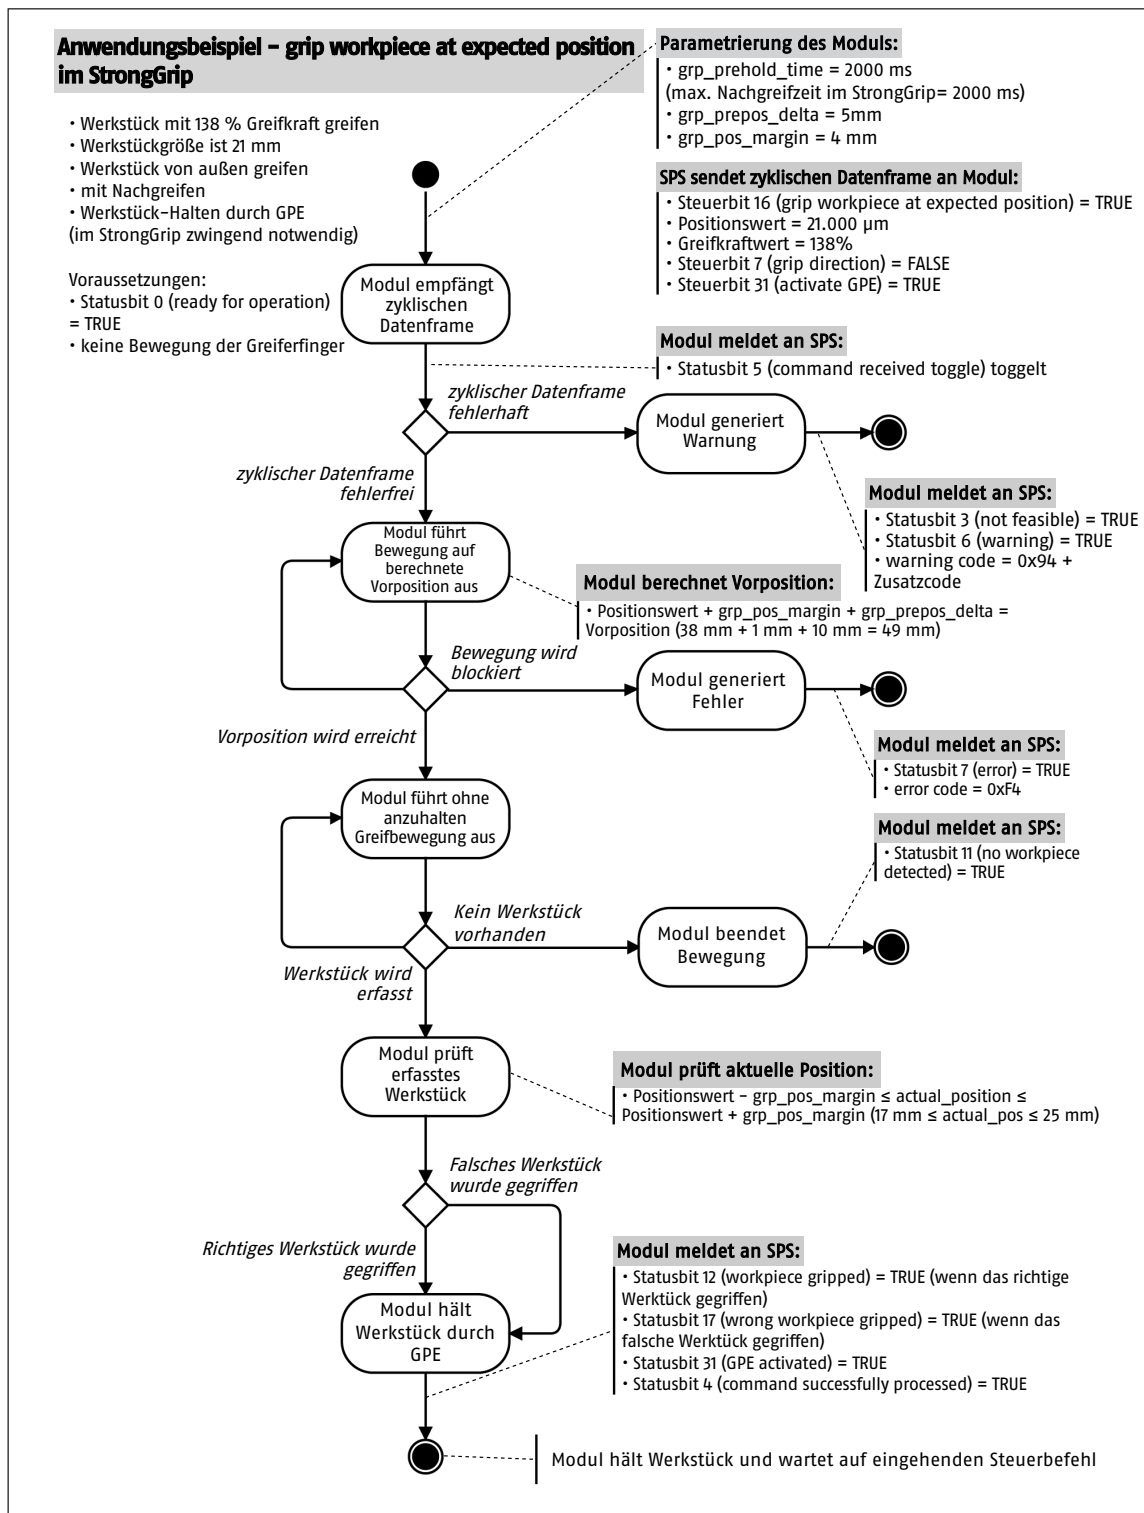 Anwendungsbeispiel – grip workpiece at expected position
im StrongGrip
• Werkstück mit 138 % Greifkraft greifen
• Werkstückgröße ist 21 mm
• Werkstück von außen greifen
• mit Nachgreifen
• Werkstück-Halten durch GPE
(im StrongGrip zwingend notwendig)
Voraussetzungen:
• Statusbit 0 (ready for operation)
= TRUE
• keine Bewegung der Greiferfinger
Parametrierung des Moduls:
• grp_prehold_time = 2000 ms
(max. Nachgreifzeit im StrongGrip= 2000 ms)
• grp_prepos_delta = 5mm
• grp_pos_margin = 4 mm
SPS sendet zyklischen Datenframe an Modul:
• Steuerbit 16 (grip workpiece at expected position) = TRUE
• Positionswert = 21.000 µm
• Greifkraftwert = 138%
• Steuerbit 7 (grip direction) = FALSE
• Steuerbit 31 (activate GPE) = TRUE
Modul empfängt
zyklischen
Datenframe
Modul meldet an SPS:
• Statusbit 5 (command received toggle) toggelt
zyklischer Datenframe
fehlerhaft
Modul generiert
Warnung
zyklischer Datenframe
fehlerfrei
Modul meldet an SPS:
• Statusbit 3 (not feasible) = TRUE
• Statusbit 6 (warning) = TRUE
• warning code = 0x94 +
Zusatzcode
Modul führt
Bewegung auf
berechnete
Vorposition aus
Modul berechnet Vorposition:
• Positionswert + grp_pos_margin + grp_prepos_delta =
Vorposition (38 mm + 1 mm + 10 mm = 49 mm)
Bewegung wird
blockiert
Modul generiert
Fehler
Vorposition wird erreicht
Modul meldet an SPS:
• Statusbit 7 (error) = TRUE
• error code = 0xF4
Modul führt ohne
anzuhalten
Greifbewegung aus
Modul meldet an SPS:
• Statusbit 11 (no workpiece
detected) = TRUE
Kein Werkstück
vorhanden
Modul beendet
Bewegung
Werkstück wird
erfasst
Modul prüft
erfasstes
Werkstück
Modul prüft aktuelle Position:
• Positionswert – grp_pos_margin ≤ actual_position ≤
Positionswert + grp_pos_margin (17 mm ≤ actual_pos ≤ 25 mm)
Falsches Werkstück
wurde gegriffen
Richtiges Werkstück wurde
gegriffen
Modul hält
Werkstück durch
GPE
Modul meldet an SPS:
• Statusbit 12 (workpiece gripped) = TRUE (wenn das richtige
Werktück gegriffen)
• Statusbit 17 (wrong workpiece gripped) = TRUE (wenn das
falsche Werktück gegriffen)
• Statusbit 31 (GPE activated) = TRUE
• Statusbit 4 (command successfully processed) = TRUE
Modul hält Werkstück und wartet auf eingehenden Steuerbefehl